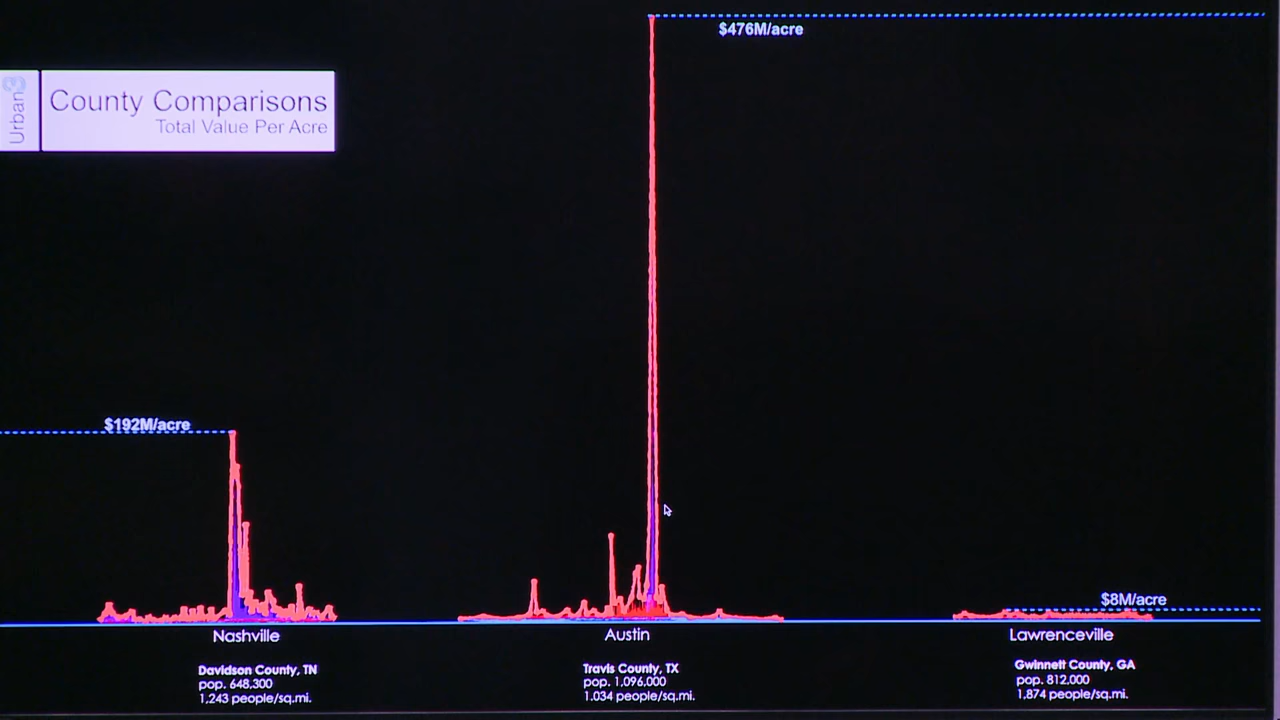 $476M/acre
Urban3
County Comparisons
Total Value Per Acre
$192M/acre
$8M/acre
Nashville
Davidson County, TN
pop. 648,300
1,243 people/sq.mi.
Austin
Travis County, TX
pop. 1,096,000
1,034 people/sq.mi.
Lawrenceville
Gwinnett County, GA
pop. 812,000
1,874 people/sq.mi.